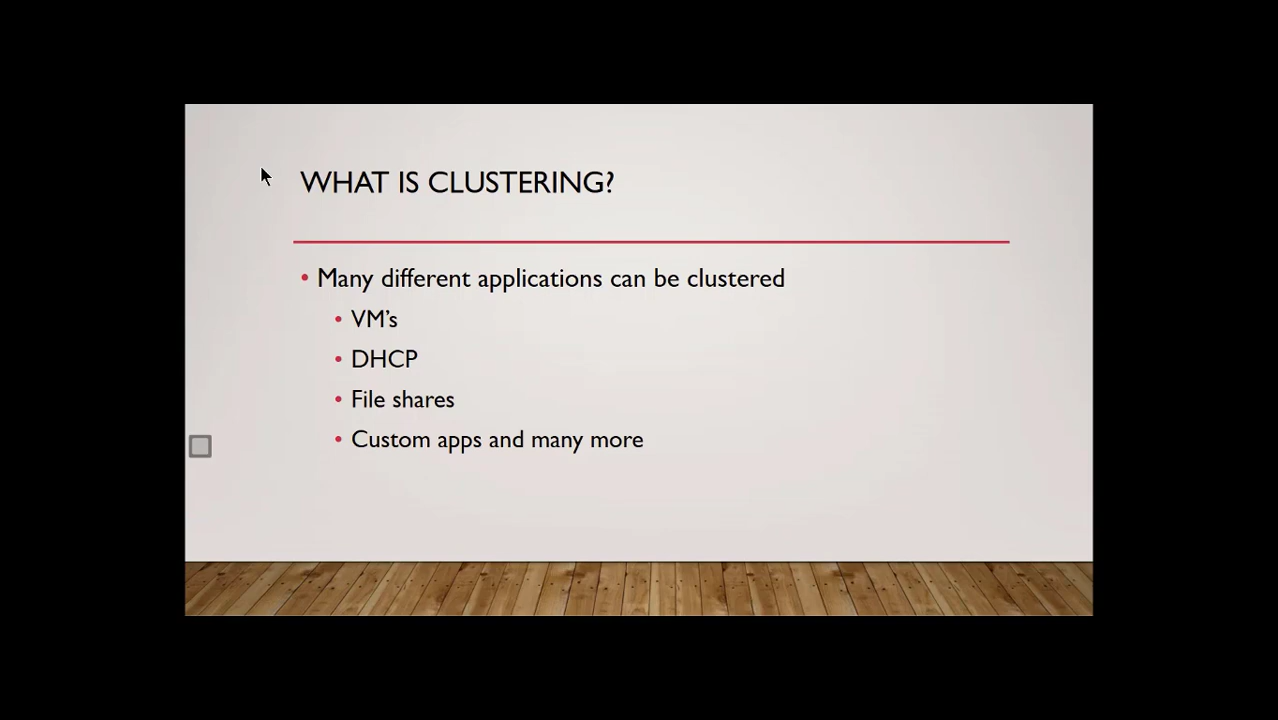 WHAT IS CLUSTERING?
• Many different applications can be clustered
• VM’s
• DHCP
• File shares
• Custom apps and many more